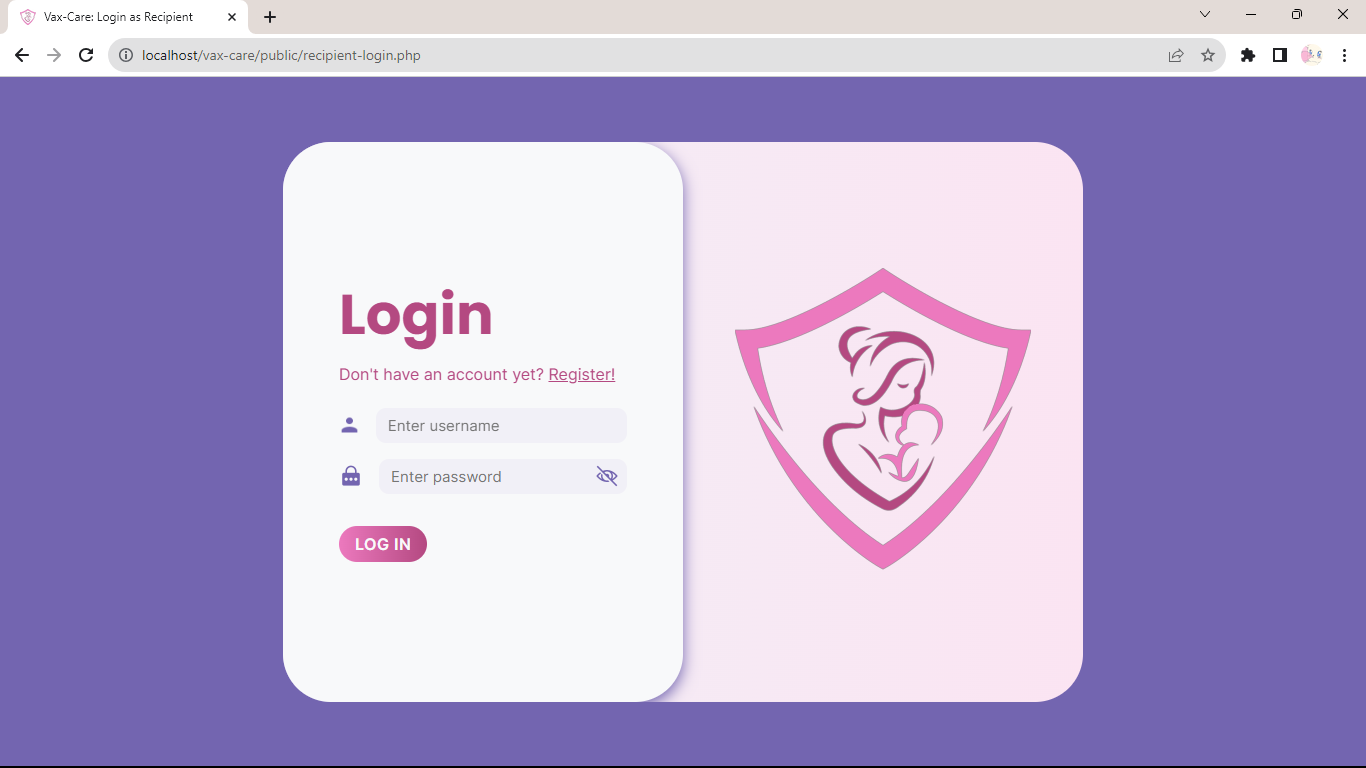 Vax-Care: Login as Recipient
localhost/vax-care/public/recipient-login.php
Login
Don't have an account yet? Register!
Enter username
Enter password
LOG IN